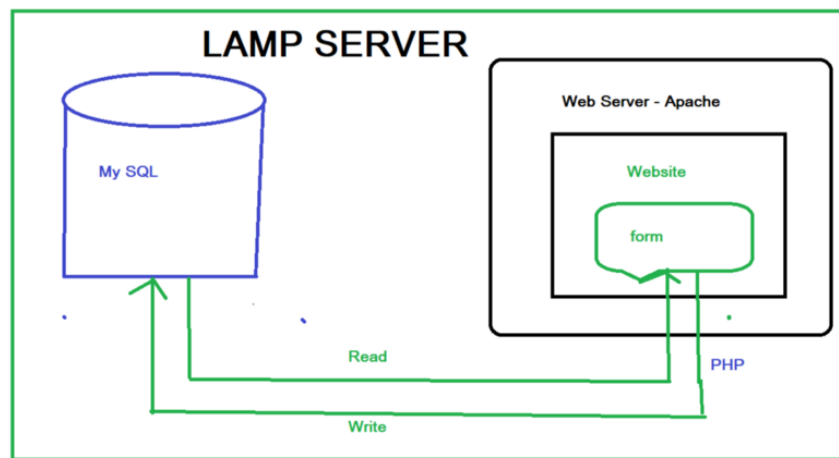 LAMP SERVER
Web Server - Apache
My SQL
Website
form
Read
PHP
Write